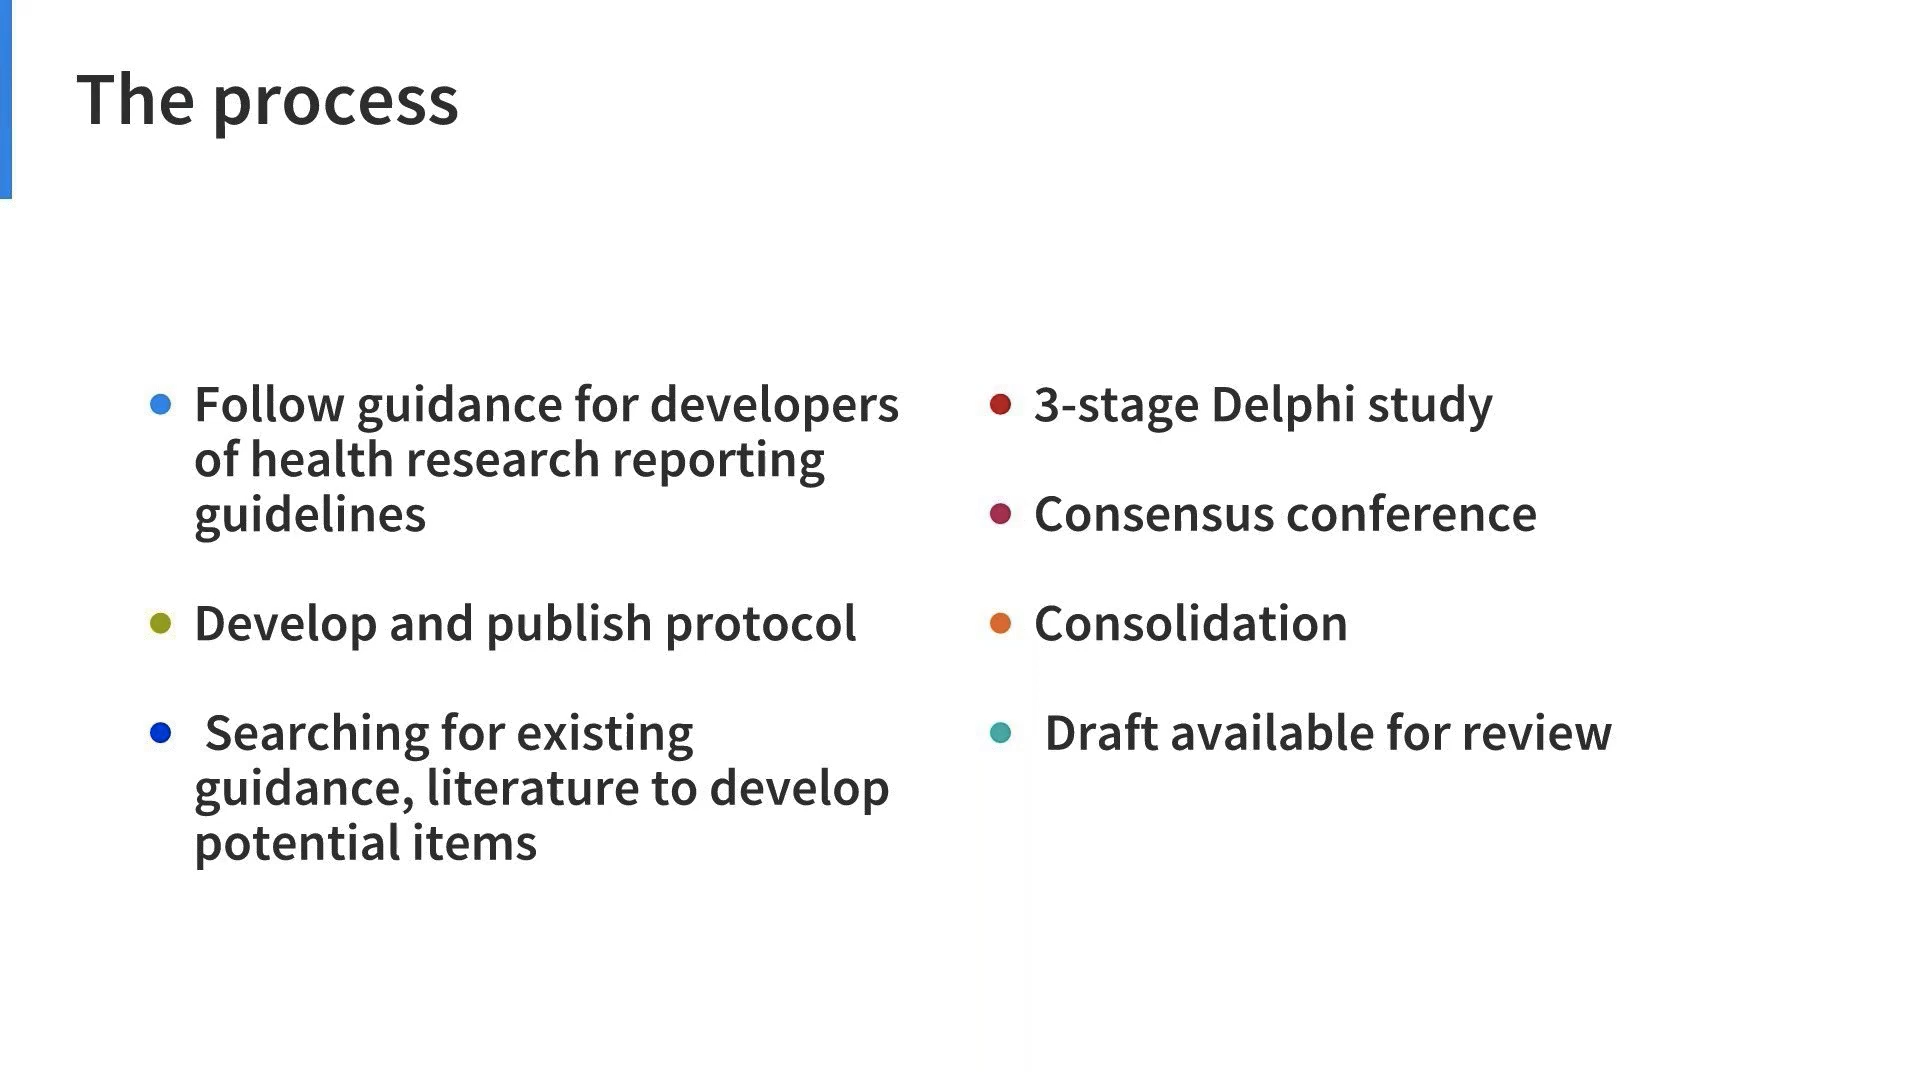 The process
Follow guidance for developers
of health research reporting
guidelines
Develop and publish protocol
Searching for existing
guidance, literature to develop
potential items
3-stage Delphi study
Consensus conference
Consolidation
Draft available for review